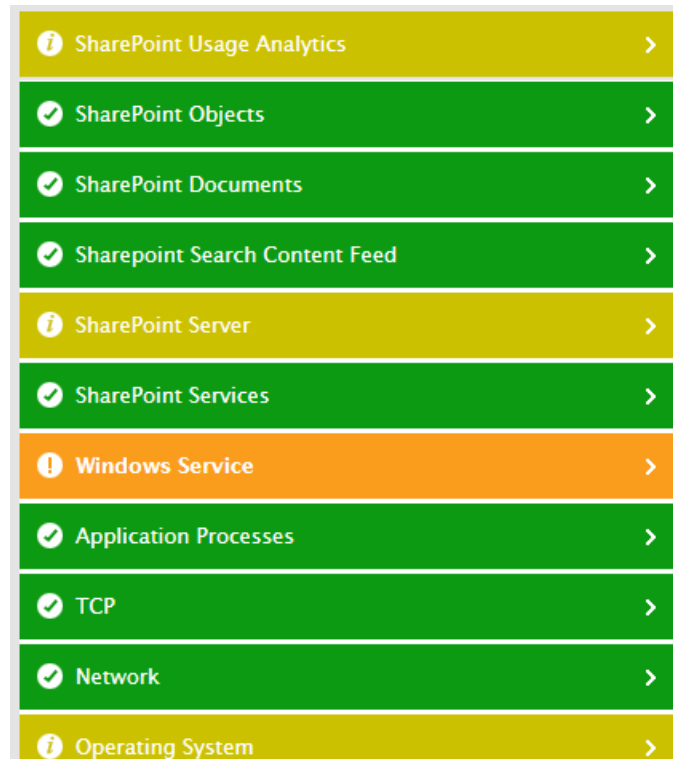 SharePoint Usage Analytics
SharePoint Objects
SharePoint Documents
Sharepoint Search Content Feed
SharePoint Server
SharePoint Services
Windows Service
Application Processes
TCP
Network
Operating System